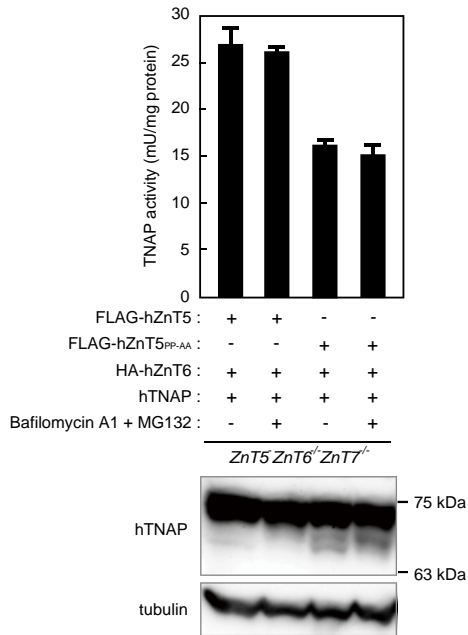 TNAP activity (mU/mg protein)
30
25
20
15
10
5
0
FLAG-hZnT5 : + + - -
FLAG-hZnT5PP-AA : - - + +
HA-hZnT6 : + + + +
hTNAP : + + + +
Bafilomycin A1 + MG132 : - + - +
ZnT5-ZnT6-/-ZnT7-/-
hTNAP
75 kDa
63 kDa
tubulin